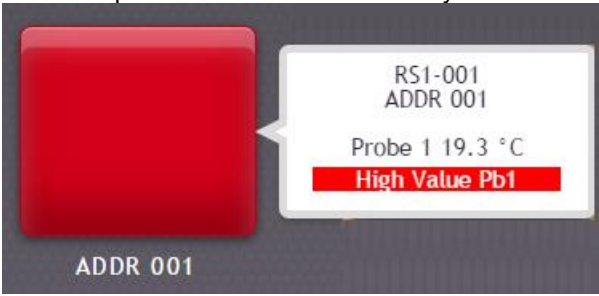 RS1-001
ADDR 001
Probe 1 19.3 °C
High Value Pb1
ADDR 001